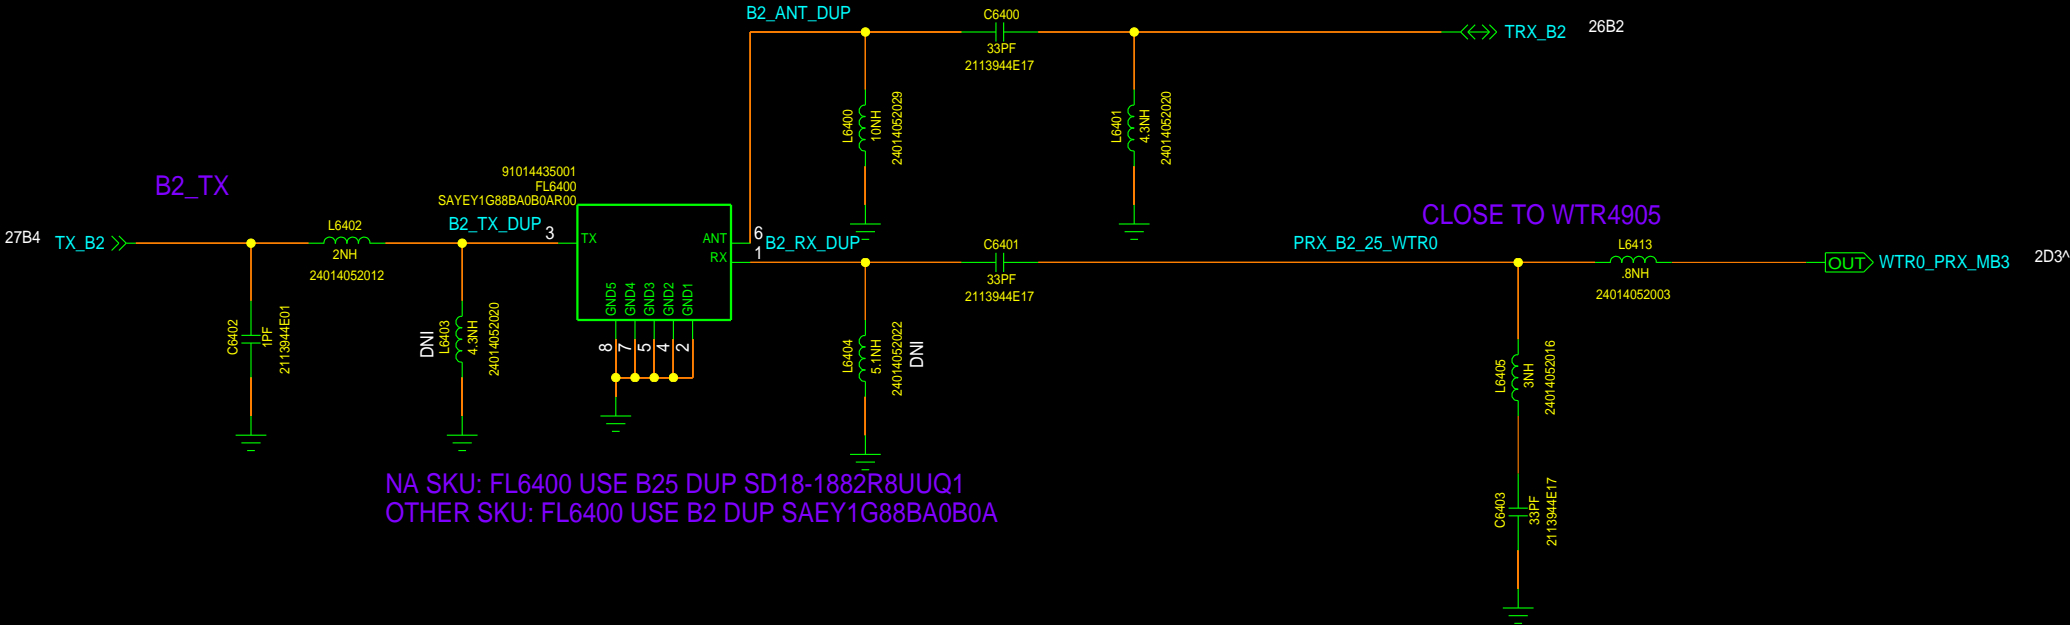 B2_ANT_DUP
C6400
33PF
2113944E17
TRX_B2
26B2
L6400
10NH
24014052029
L6401
4.3NH
24014052020
91014435001
FL6400
SAYEY1G88BA0B0AR00
B2_TX
B2_TX_DUP
3
TX
ANT
RX
6
1
B2_RX_DUP
27B4
TX_B2
L6402
2NH
24014052012
C6401
33PF
2113944E17
PRX_B2_25_WTR0
CLOSE TO WTR4905
L6413
.8NH
24014052003
OUT
WTR0_PRX_MB3
2D3^
GND5
GND4
GND3
GND2
GND1
8
7
5
4
2
C6402
1PF
2113944E01
DNI
L6403
4.3NH
24014052020
L6404
5.1NH
24014052022
DNI
L6405
3NH
24014052016
C6403
33PF
2113944E17
NA SKU: FL6400 USE B25 DUP SD18-1882R8UUQ1
OTHER SKU: FL6400 USE B2 DUP SAEY1G88BA0B0A